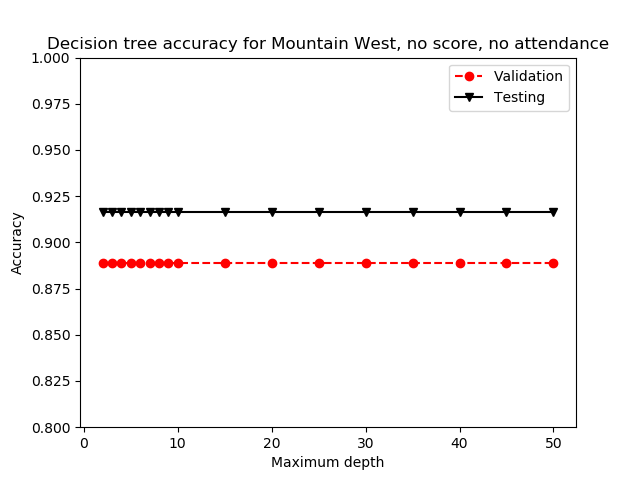 Decision tree accuracy for Mountain West, no score, no attendance
1.000
0.975
0.950
0.925
0.900
0.875
0.850
0.825
0.800
Accuracy
Validation
Testing
0 10 20 30 40 50
Maximum depth